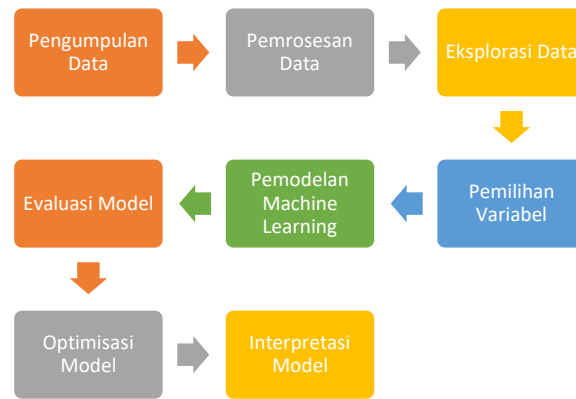 Pengumpulan
Data
Pemrosesan
Data
Eksplorasi Data
Pemilihan
Variabel
Pemodelan
Machine
Learning
Evaluasi Model
Optimisasi
Model
Interpretasi
Model